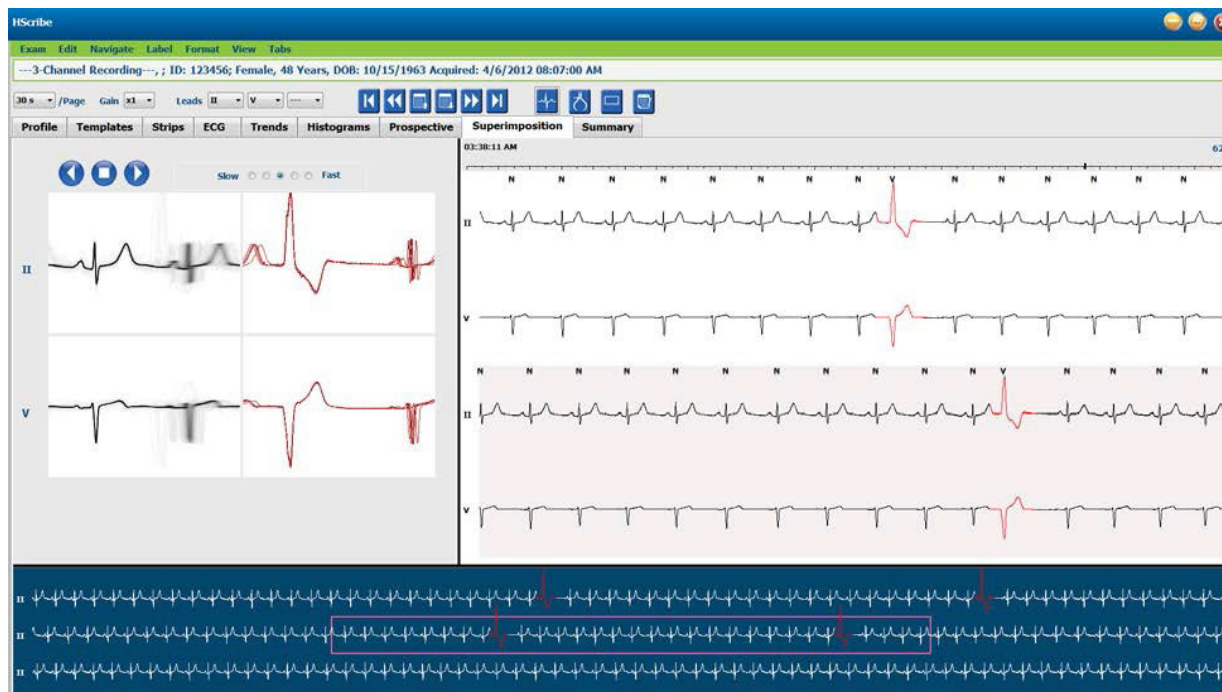 HScribe
Exam Edit Navigate Label Format View Tabs
---3-Channel Recording---, ; ID: 123456; Female, 48 Years, DOB: 10/15/1963 Acquired: 4/6/2012 08:07:00 AM
30 s /Page Gain x1 Leads II V ---
Profile Templates Strips ECG Trends Histograms Prospective Superimposition Summary
03:38:11 AM 62
Slow Fast
N N N N N N N N V N N N N N N
II
II
V
V
N N N N N N N N N N N V N N N N
II
V
II
II
II